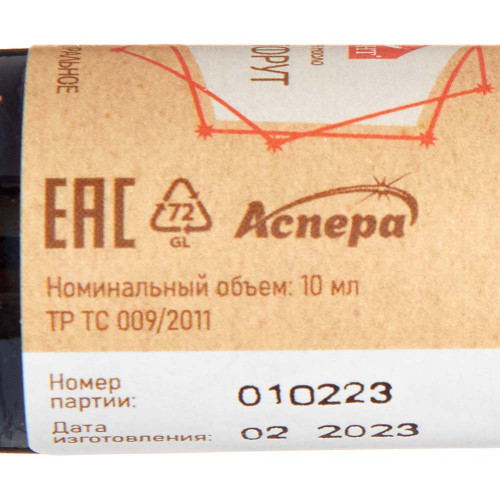 ЕАС
72
GL
Аспера
Номинальный объем: 10 мл
ТР ТС 009/2011
Номер
партии:
010223
Дата
изготовления:
02 2023